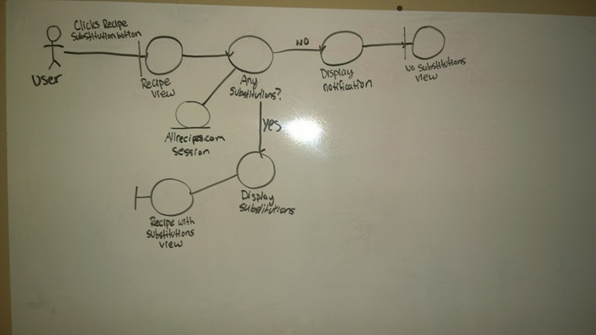 Clicks Recipe
Substitution button
User
Recipe
view
Any
substitutions?
NO
Display
notification
No substitutions
view
Allrecipes.com
session
yes
Display
substitutions
Recipe with
substitutions
view